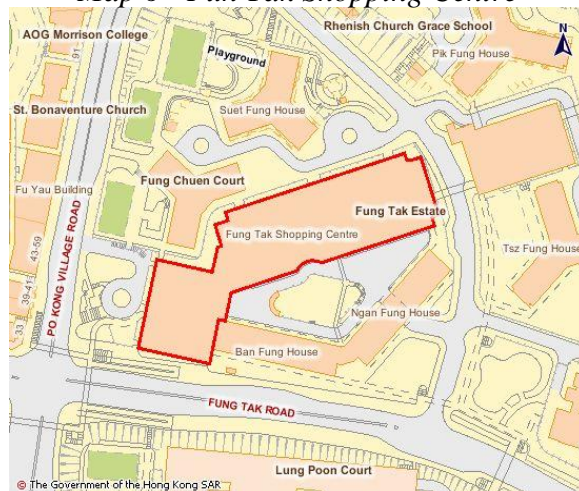 Map Tak Shopping Centre
AOG Morrison College
91
Rhenish Church Grace School
N
Pik Fung House
Playground
St. Bonaventure Church
Suet Fung House
Fu Yau Building
Fung Chuen Court
Fung Tak Estate
Fung Tak Shopping Centre
Tsz Fung House
PO KONG VILLAGE ROAD
43-59
39-41
33
Ngan Fung House
Ban Fung House
FUNG TAK ROAD
Lung Poon Court
© The Government of the Hong Kong SAR